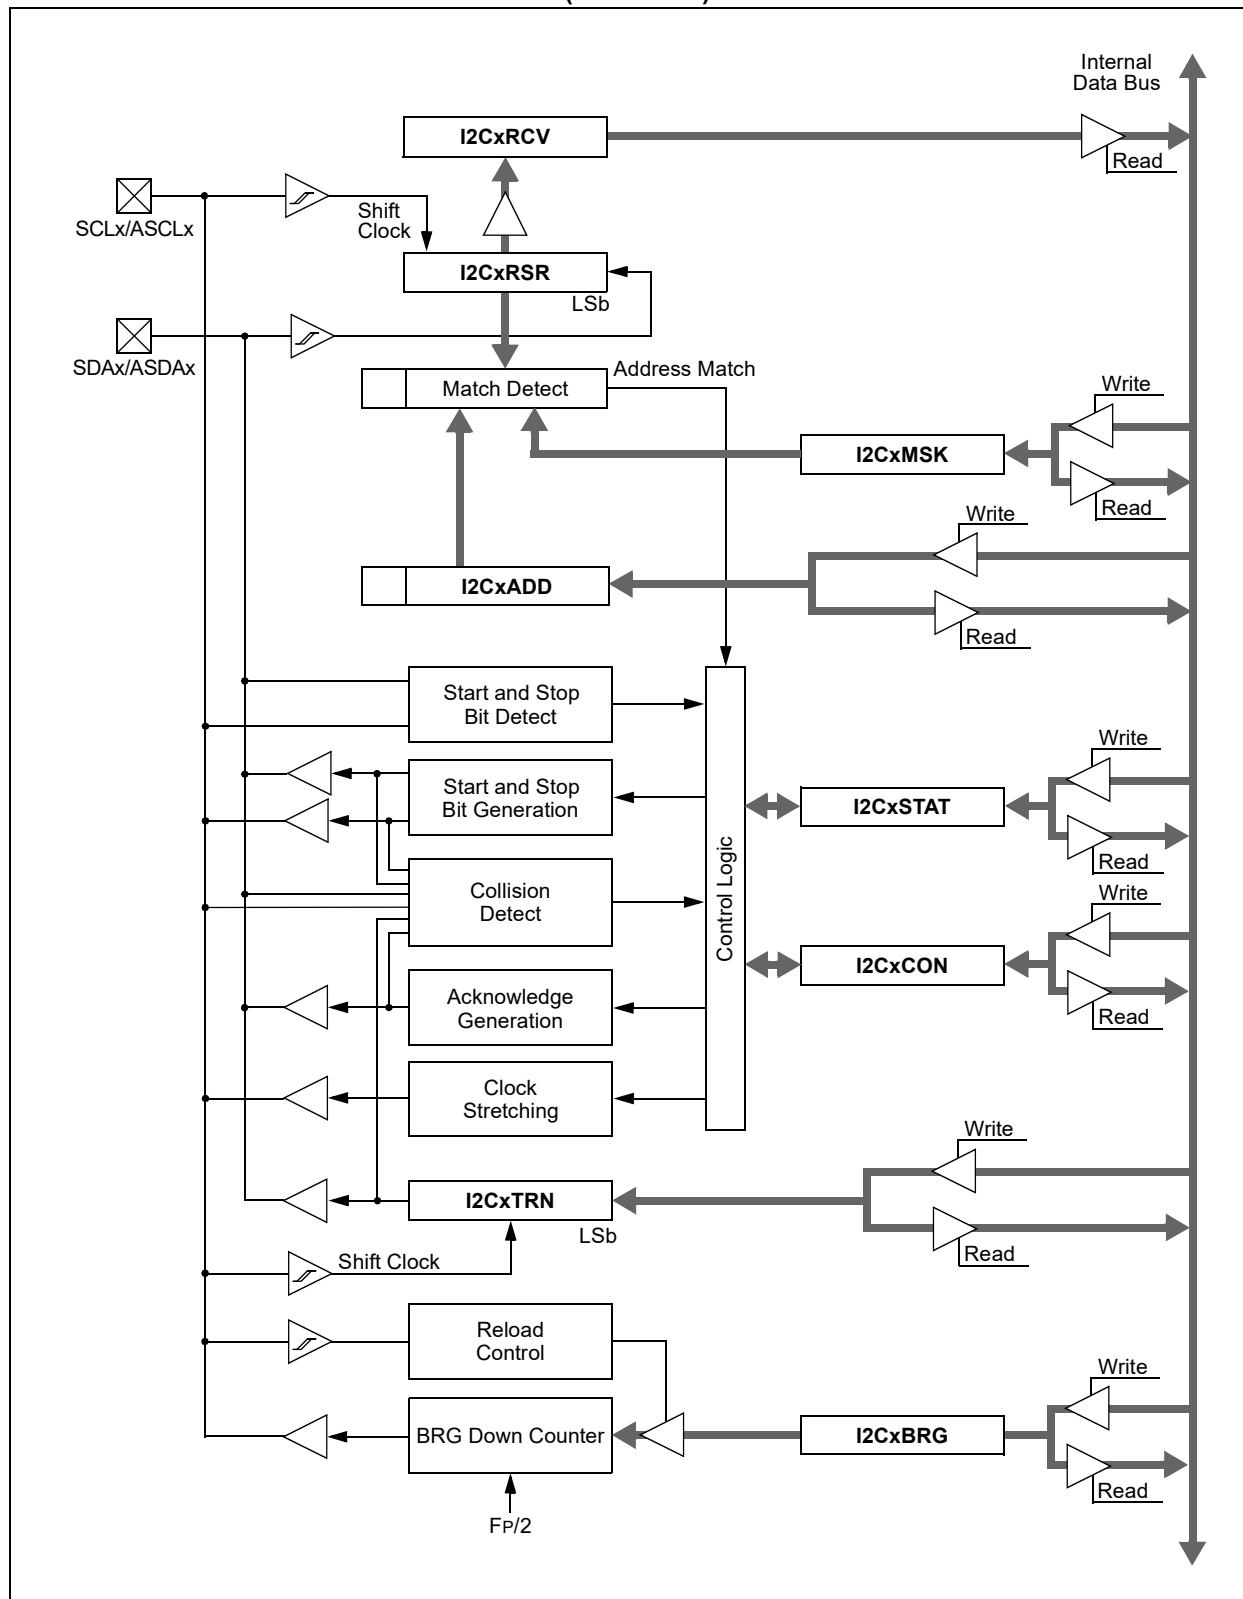 Internal
Data Bus
I2CxRCV
Read
SCLx/ASCLx
Shift
Clock
I2CxRSR
LSb
SDAx/ASDAx
Match Detect
Address Match
Write
I2CxMSK
Read
Write
I2CxADD
Read
Start and Stop
Bit Detect
Write
Start and Stop
Bit Generation
I2CxSTAT
Read
Collision
Detect
Control Logic
Write
I2CxCON
Acknowledge
Generation
Read
Clock
Stretching
Write
I2CxTRN
LSb
Read
Shift Clock
Reload
Control
Write
BRG Down Counter
I2CxBRG
Read
FP/2